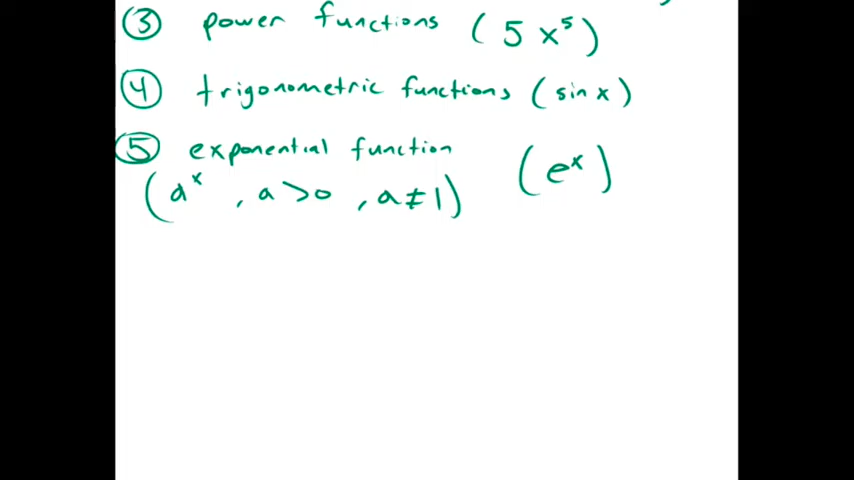 ③ power functions (5x⁵)
④ trigonometric functions (sin x)
⑤ exponential function (eˣ)
(aˣ, a>0, a≠1)